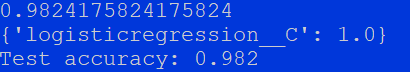 0.9824175824175824
{'logisticregression__C': 1.0}
Test accuracy: 0.982